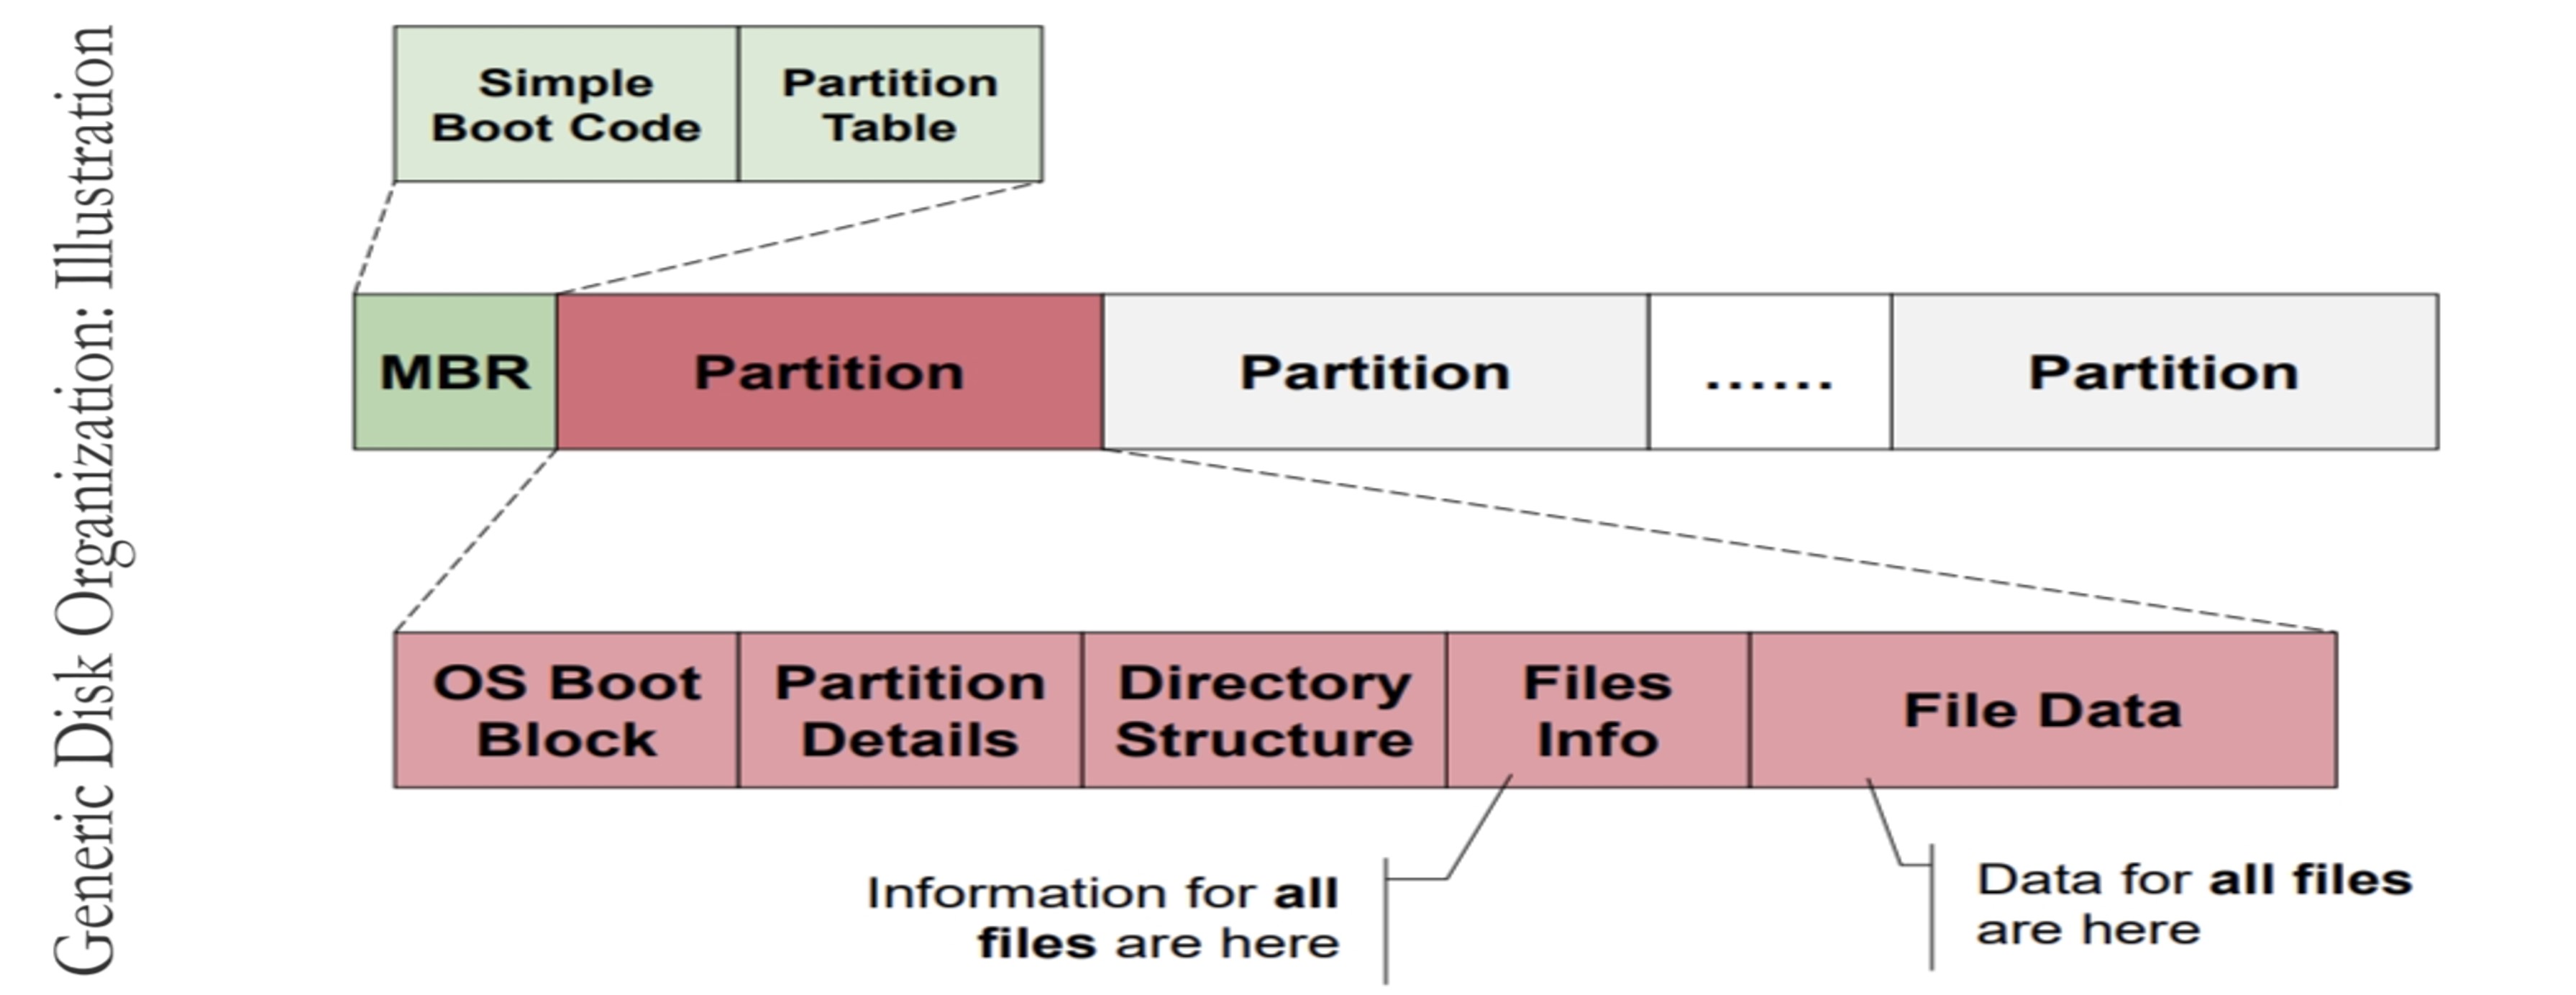 Generic Disk Organization: Illustration
Simple
Boot Code
Partition
Table
MBR
Partition
Partition
......
Partition
OS Boot
Block
Partition
Details
Directory
Structure
Files
Info
File Data
Information for all
files are here
Data for all files
are here